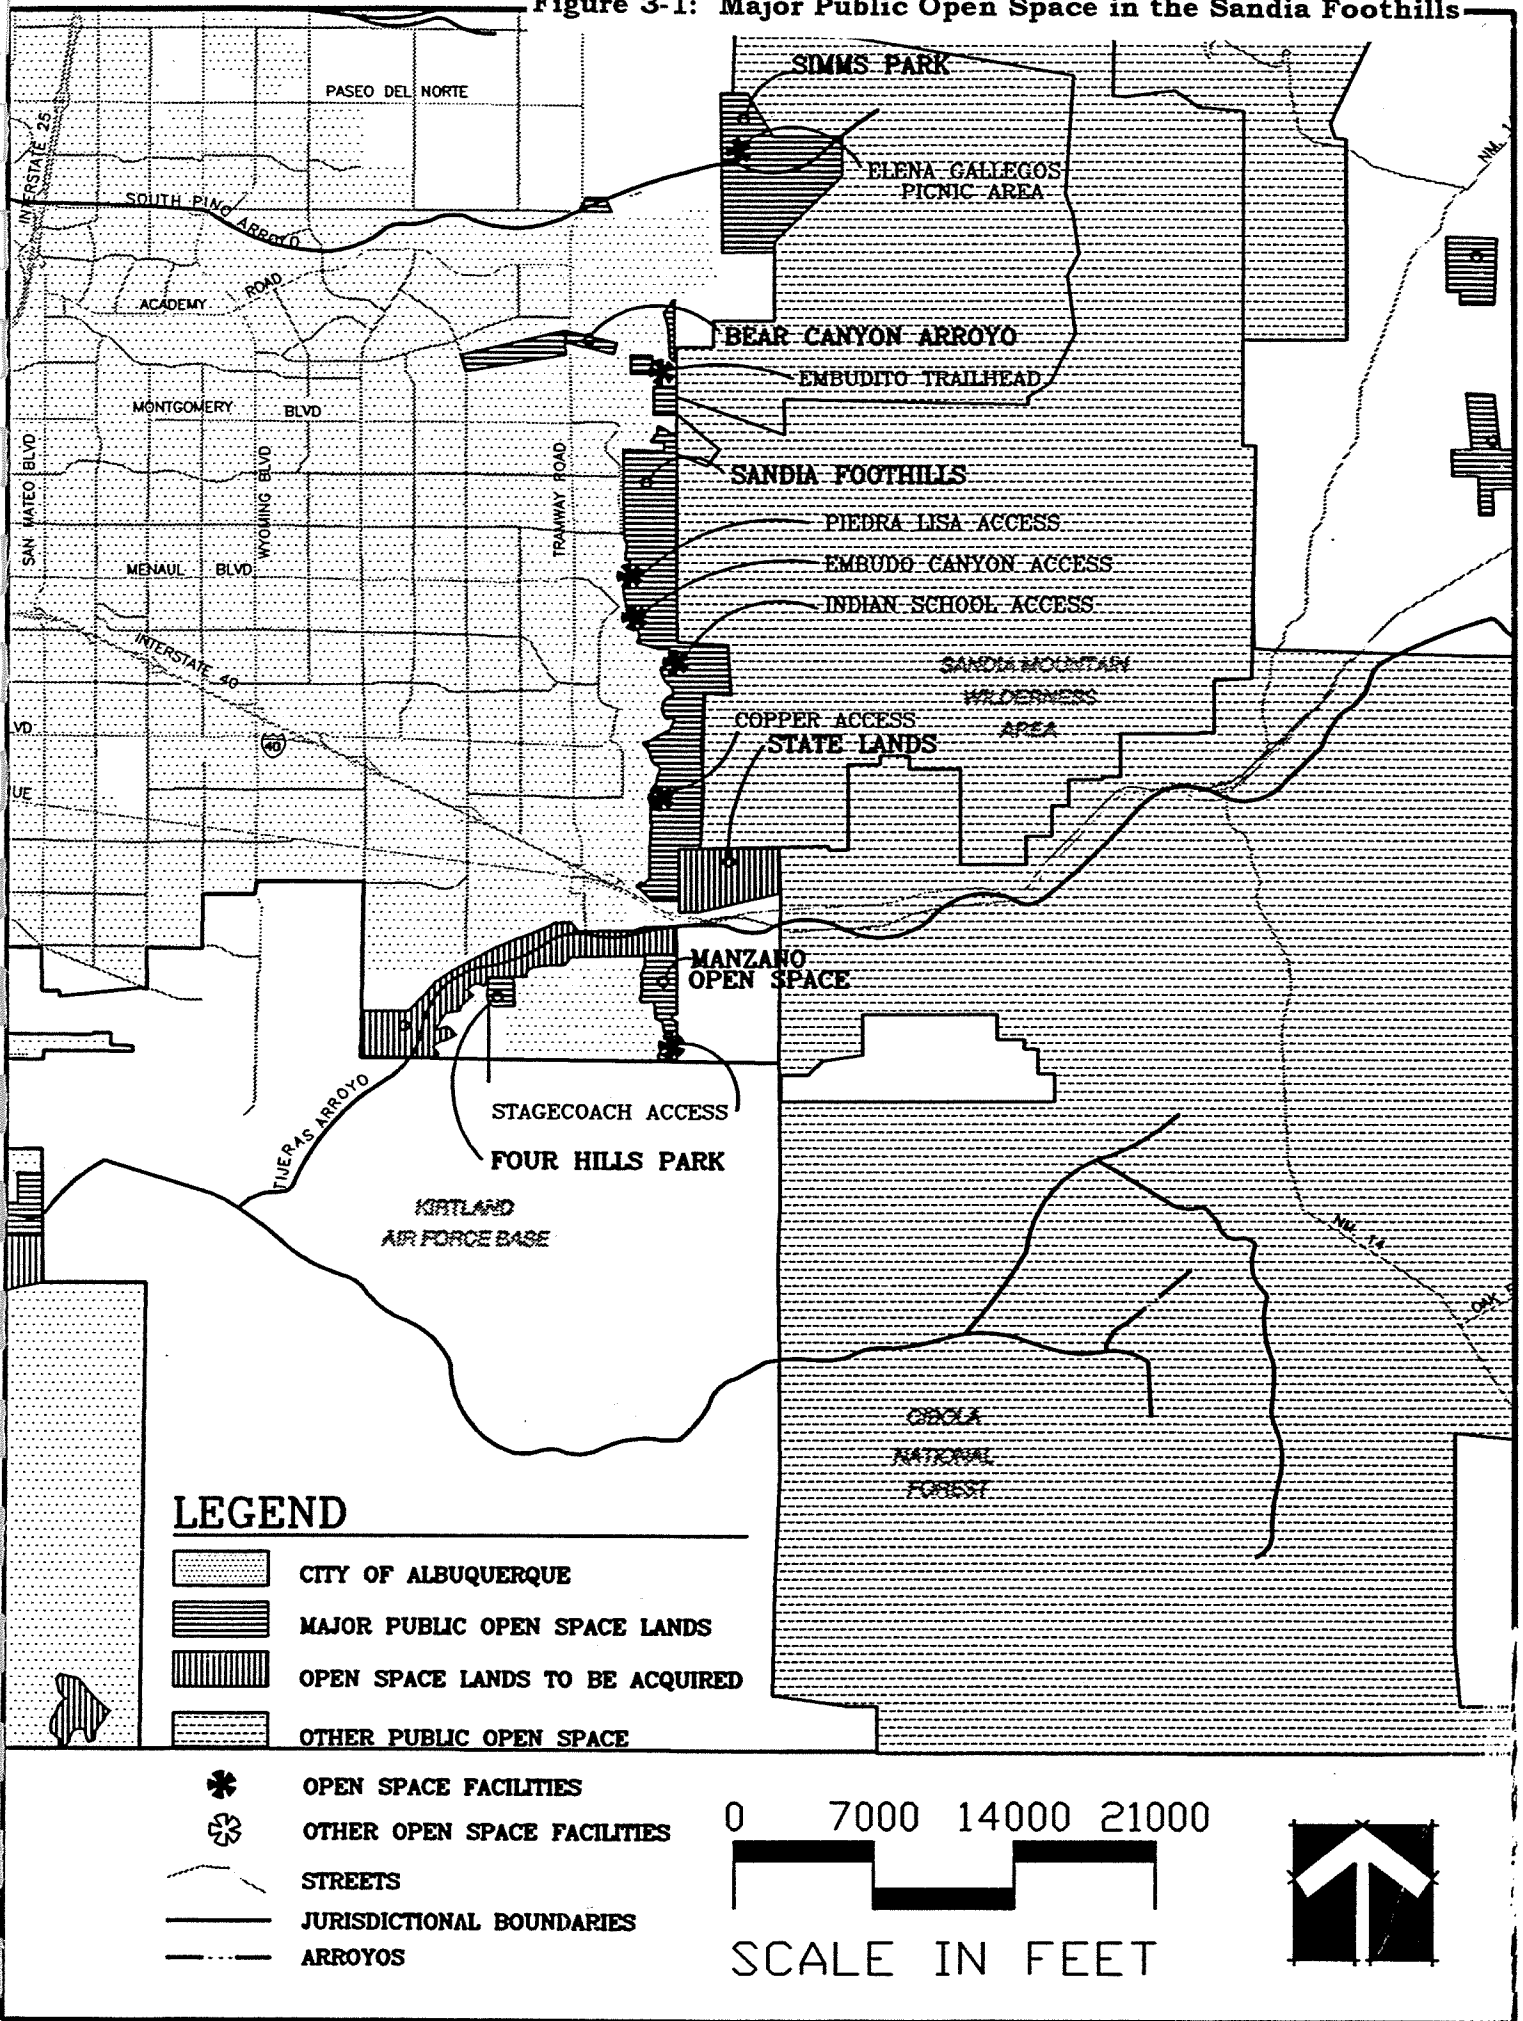 Figure 3-1: Major Public Open Space in the Sandia Foothills
SIMMS PARK
PASEO DEL NORTE
INTERSTATE 25
NM.
ELENA GALLEGOS
PICNIC AREA
SOUTH PINO ARROYO
ACADEMY ROAD
BEAR CANYON ARROYO
EMBUDITO TRAILHEAD
MONTGOMERY BLVD
SAN MATEO BLVD
WYOMING BLVD
TRAMWAY ROAD
SANDIA FOOTHILLS
PIEDRA LISA ACCESS
EMBUDO CANYON ACCESS
MENAUL BLVD
INDIAN SCHOOL ACCESS
INTERSTATE 40
SANDIA MOUNTAIN
WILDERNESS
AREA
COPPER ACCESS
STATE LANDS
VD
40
UE
MANZANO
OPEN SPACE
TIJERAS ARROYO
STAGECOACH ACCESS
FOUR HILLS PARK
KIRTLAND
AIR FORCE BASE
NM. 14
OAK
CIBOLA
NATIONAL
FOREST
LEGEND
CITY OF ALBUQUERQUE
MAJOR PUBLIC OPEN SPACE LANDS
OPEN SPACE LANDS TO BE ACQUIRED
OTHER PUBLIC OPEN SPACE
OPEN SPACE FACILITIES
OTHER OPEN SPACE FACILITIES
STREETS
JURISDICTIONAL BOUNDARIES
ARROYOS
0 7000 14000 21000
SCALE IN FEET